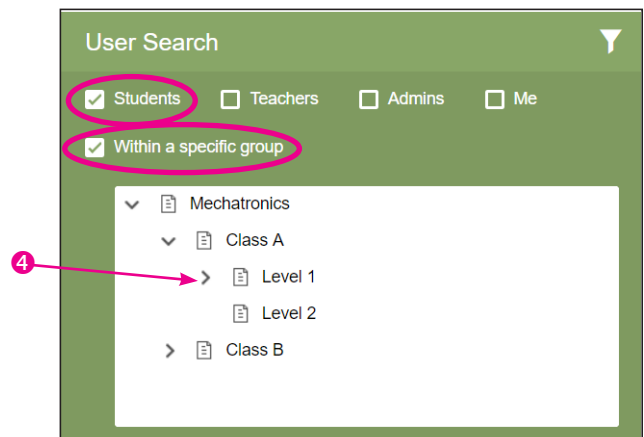 User Search
Students Teachers Admins Me
Within a specific group
Mechatronics
Class A
4 Level 1
Level 2
Class B